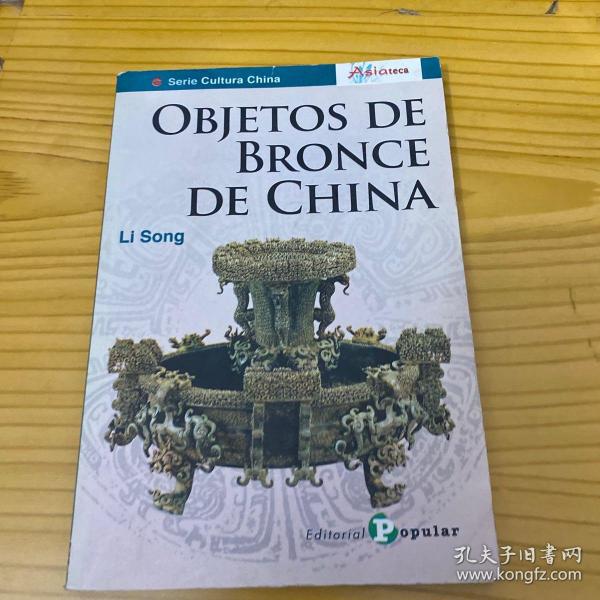 Serie Cultura China
Asiateca
OBJETOS DE
BRONCE
DE CHINA
Li Song
Editorial Popular
孔夫子旧书网
www.kongfz.com